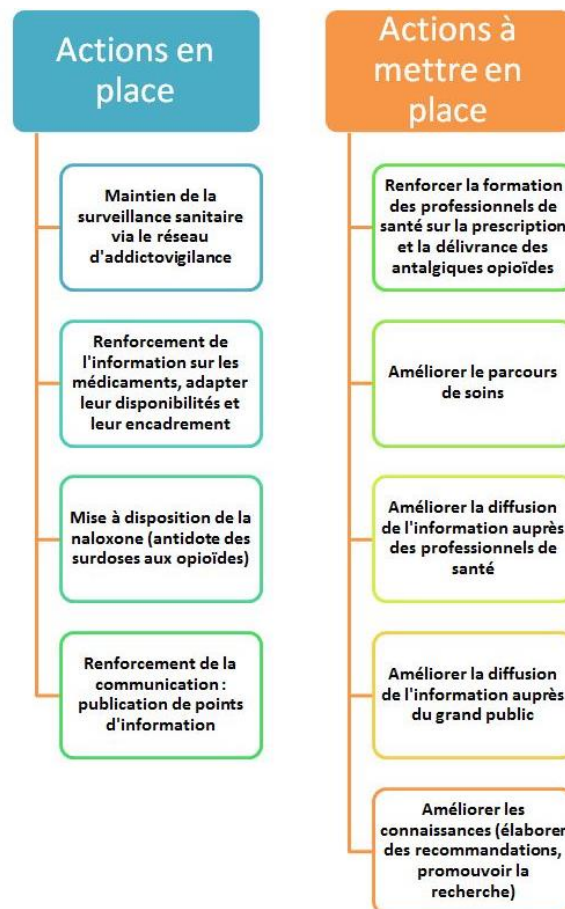 Actions en
place
Maintien de la
surveillance sanitaire
via le réseau
d'addictovigilance
Renforcement de
l'information sur les
médicaments, adapter
leur disponibilités et
leur encadrement
Mise à disposition de la
naloxone (antidote des
surdoses aux opioïdes)
Renforcement de la
communication :
publication de points
d'information
Actions à
mettre en
place
Renforcer la formation
des professionnels de
santé sur la prescription
et la délivrance des
antalgiques opioïdes
Améliorer le parcours
de soins
Améliorer la diffusion
de l'information auprès
des professionnels de
santé
Améliorer la diffusion
de l'information auprès
du grand public
Améliorer les
connaissances (élaborer
des recommandations,
promouvoir la
recherche)